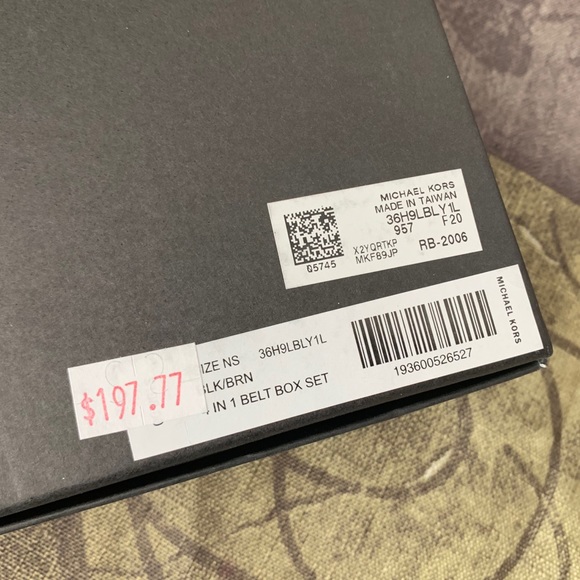 MICHAEL KORS
MADE IN TAIWAN
36H9LBLY1L
957 F20
X2YQRTKP
MKF69JP
RB-2006
05745
MICHAEL KORS
IZE NS 36H9LBLY1L
BLK/BRN
IN 1 BELT BOX SET
193600526527
$197.77